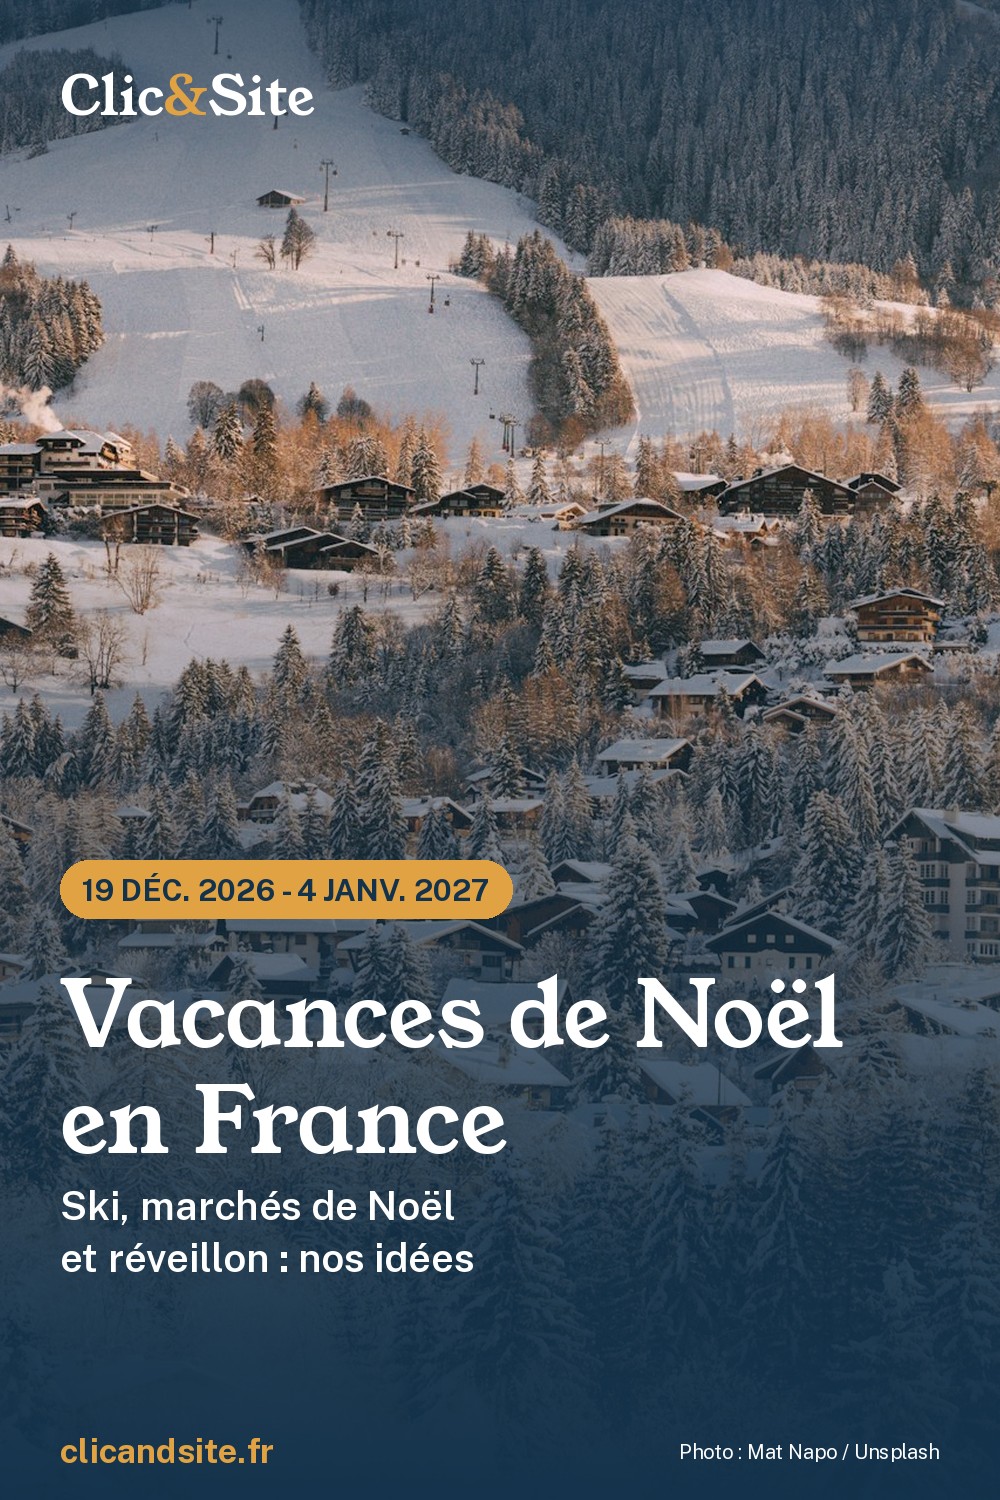 Clic&Site
19 DÉC. 2026 - 4 JANV. 2027
Vacances de Noël
en France
Ski, marchés de Noël
et réveillon : nos idées
clicandsite.fr
Photo : Mat Napo / Unsplash